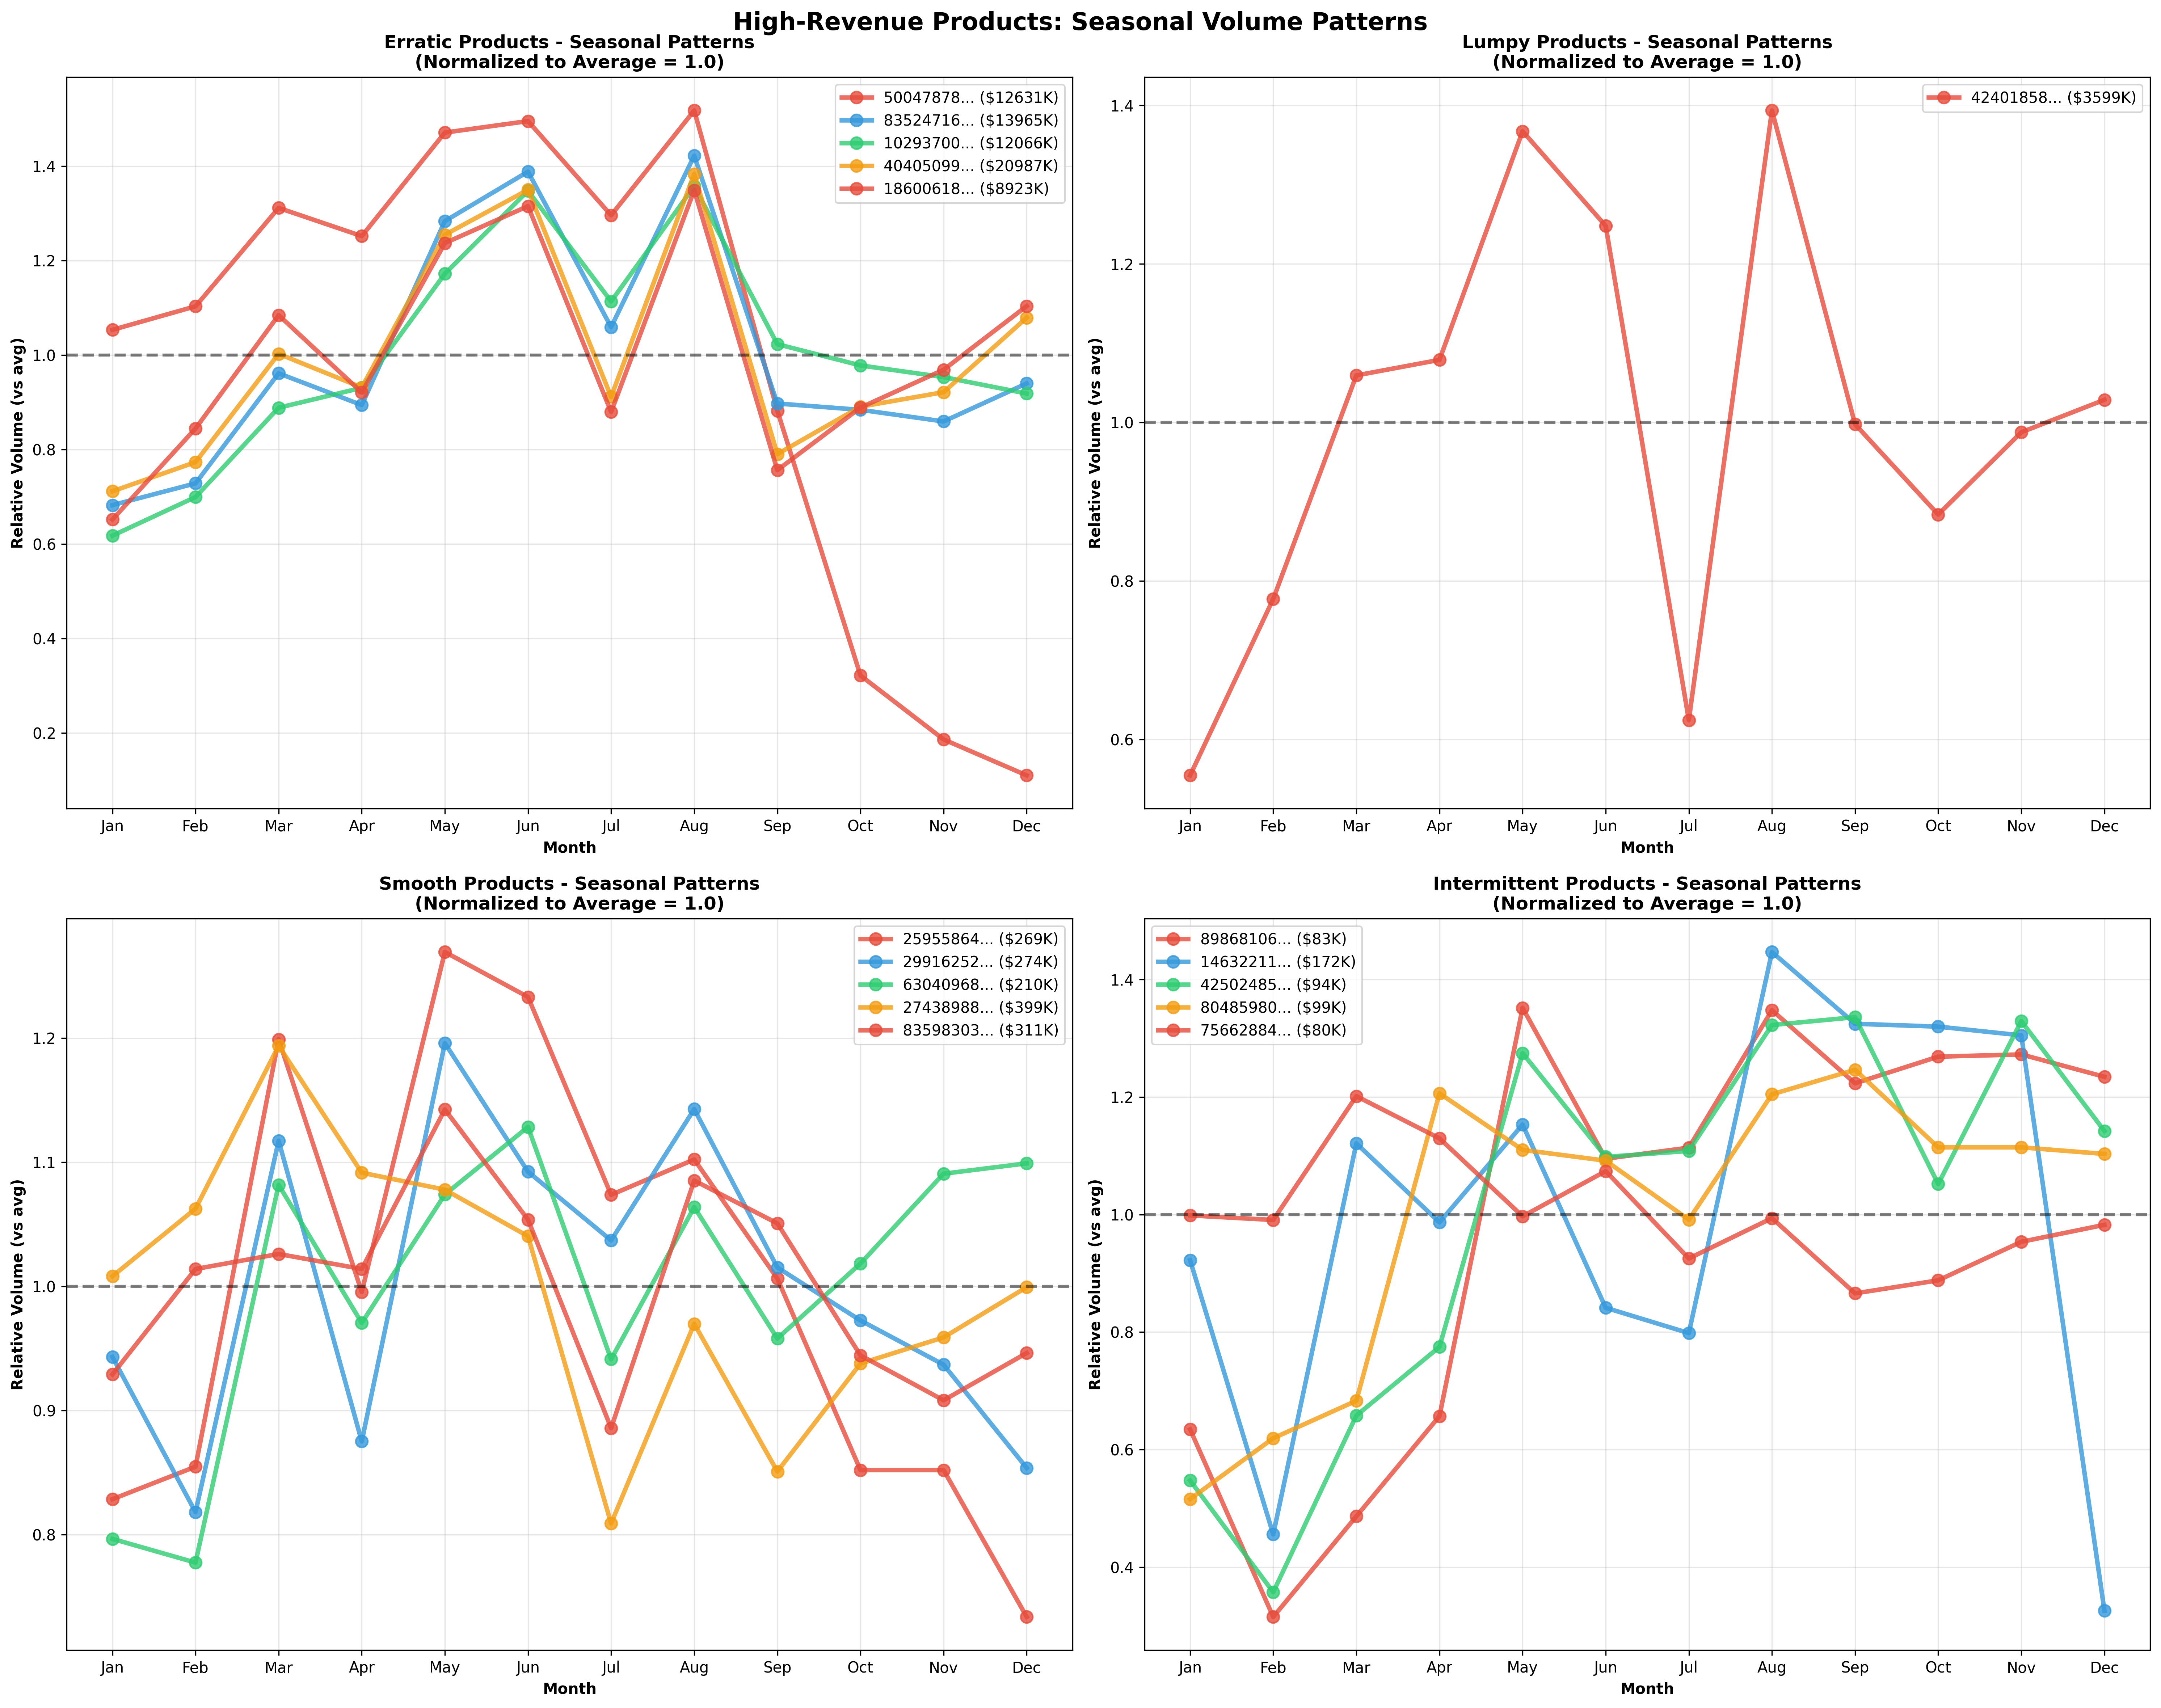 High-Revenue Products: Seasonal Volume Patterns
Erratic Products - Seasonal Patterns
(Normalized to Average = 1.0)
50047878... ($12631K)
83524716... ($13965K)
10293700... ($12066K)
40405099... ($20987K)
18600618... ($8923K)
Relative Volume (vs avg)
1.4
1.2
1.0
0.8
0.6
0.4
0.2
Jan Feb Mar Apr May Jun Jul Aug Sep Oct Nov Dec
Month
Lumpy Products - Seasonal Patterns
(Normalized to Average = 1.0)
42401858... ($3599K)
Relative Volume (vs avg)
1.4
1.2
1.0
0.8
0.6
Jan Feb Mar Apr May Jun Jul Aug Sep Oct Nov Dec
Month
Smooth Products - Seasonal Patterns
(Normalized to Average = 1.0)
25955864... ($269K)
29916252... ($274K)
63040968... ($210K)
27438988... ($399K)
83598303... ($311K)
Relative Volume (vs avg)
1.2
1.1
1.0
0.9
0.8
Jan Feb Mar Apr May Jun Jul Aug Sep Oct Nov Dec
Month
Intermittent Products - Seasonal Patterns
(Normalized to Average = 1.0)
89868106... ($83K)
14632211... ($172K)
42502485... ($94K)
80485980... ($99K)
75662884... ($80K)
Relative Volume (vs avg)
1.4
1.2
1.0
0.8
0.6
0.4
Jan Feb Mar Apr May Jun Jul Aug Sep Oct Nov Dec
Month